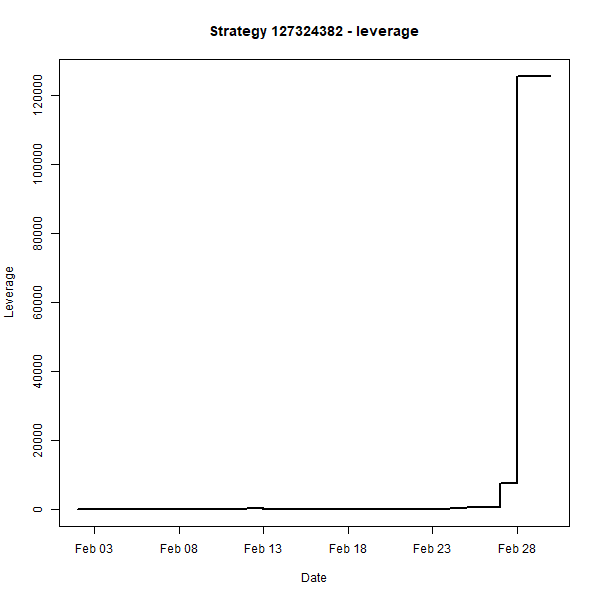 Strategy 127324382 - leverage
Leverage
120000
100000
80000
60000
40000
20000
0
Feb 03 Feb 08 Feb 13 Feb 18 Feb 23 Feb 28
Date